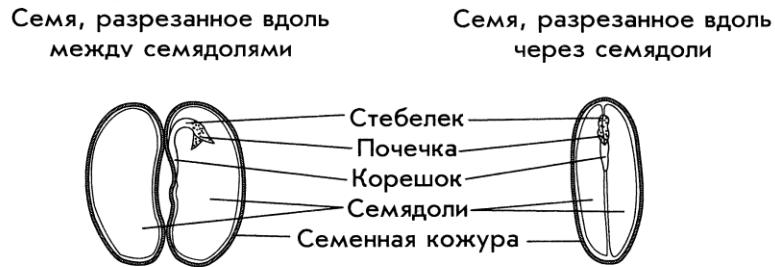 Семя, разрезанное вдоль
между семядолями
Семя, разрезанное вдоль
через семядоли
Стебелек
Почечка
Корешок
Семядоли
Семенная кожура